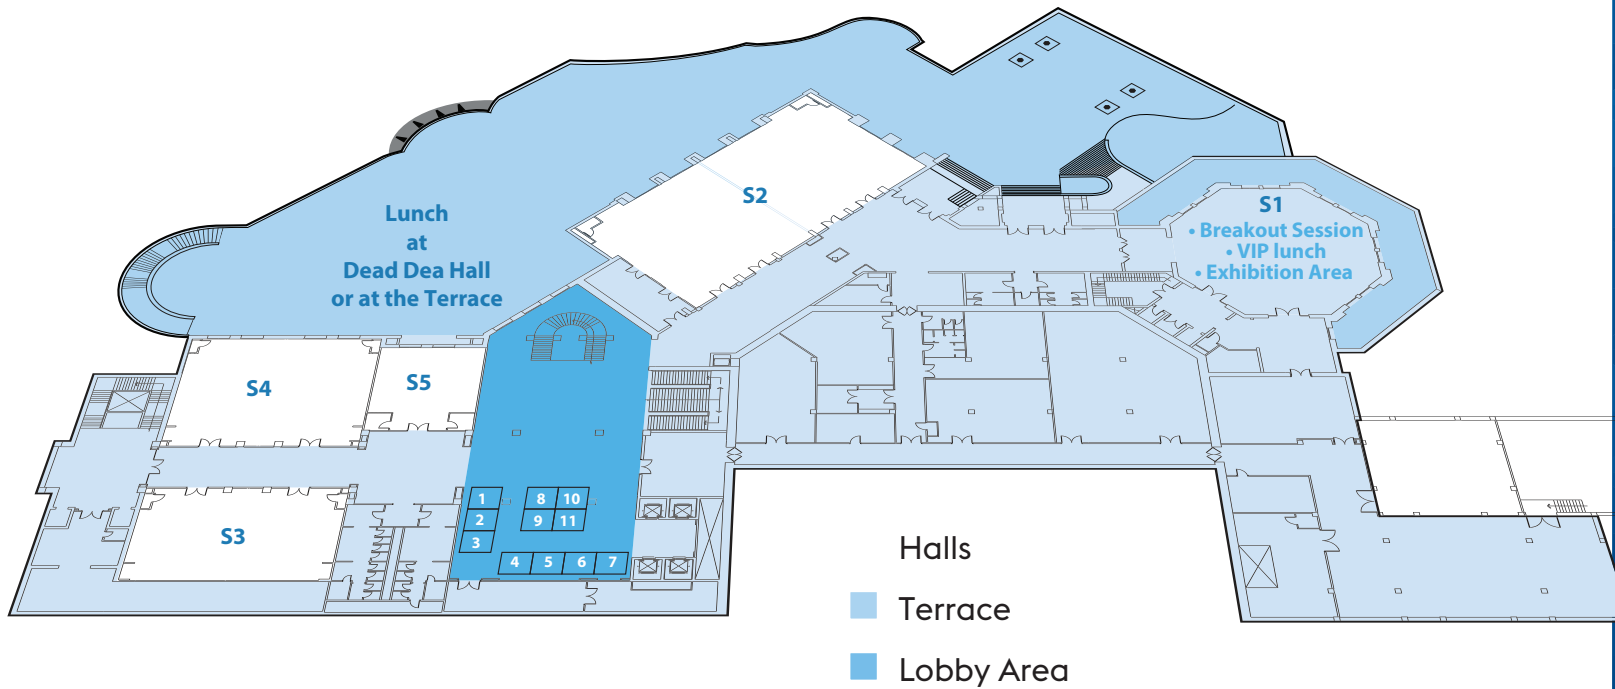 Lunch
at
Dead Dea Hall
or at the Terrace
S2
S1
• Breakout Session
• VIP lunch
• Exhibition Area
S4
S5
S3
1
2
3
8
10
9
11
4
5
6
7
Halls
Terrace
Lobby Area